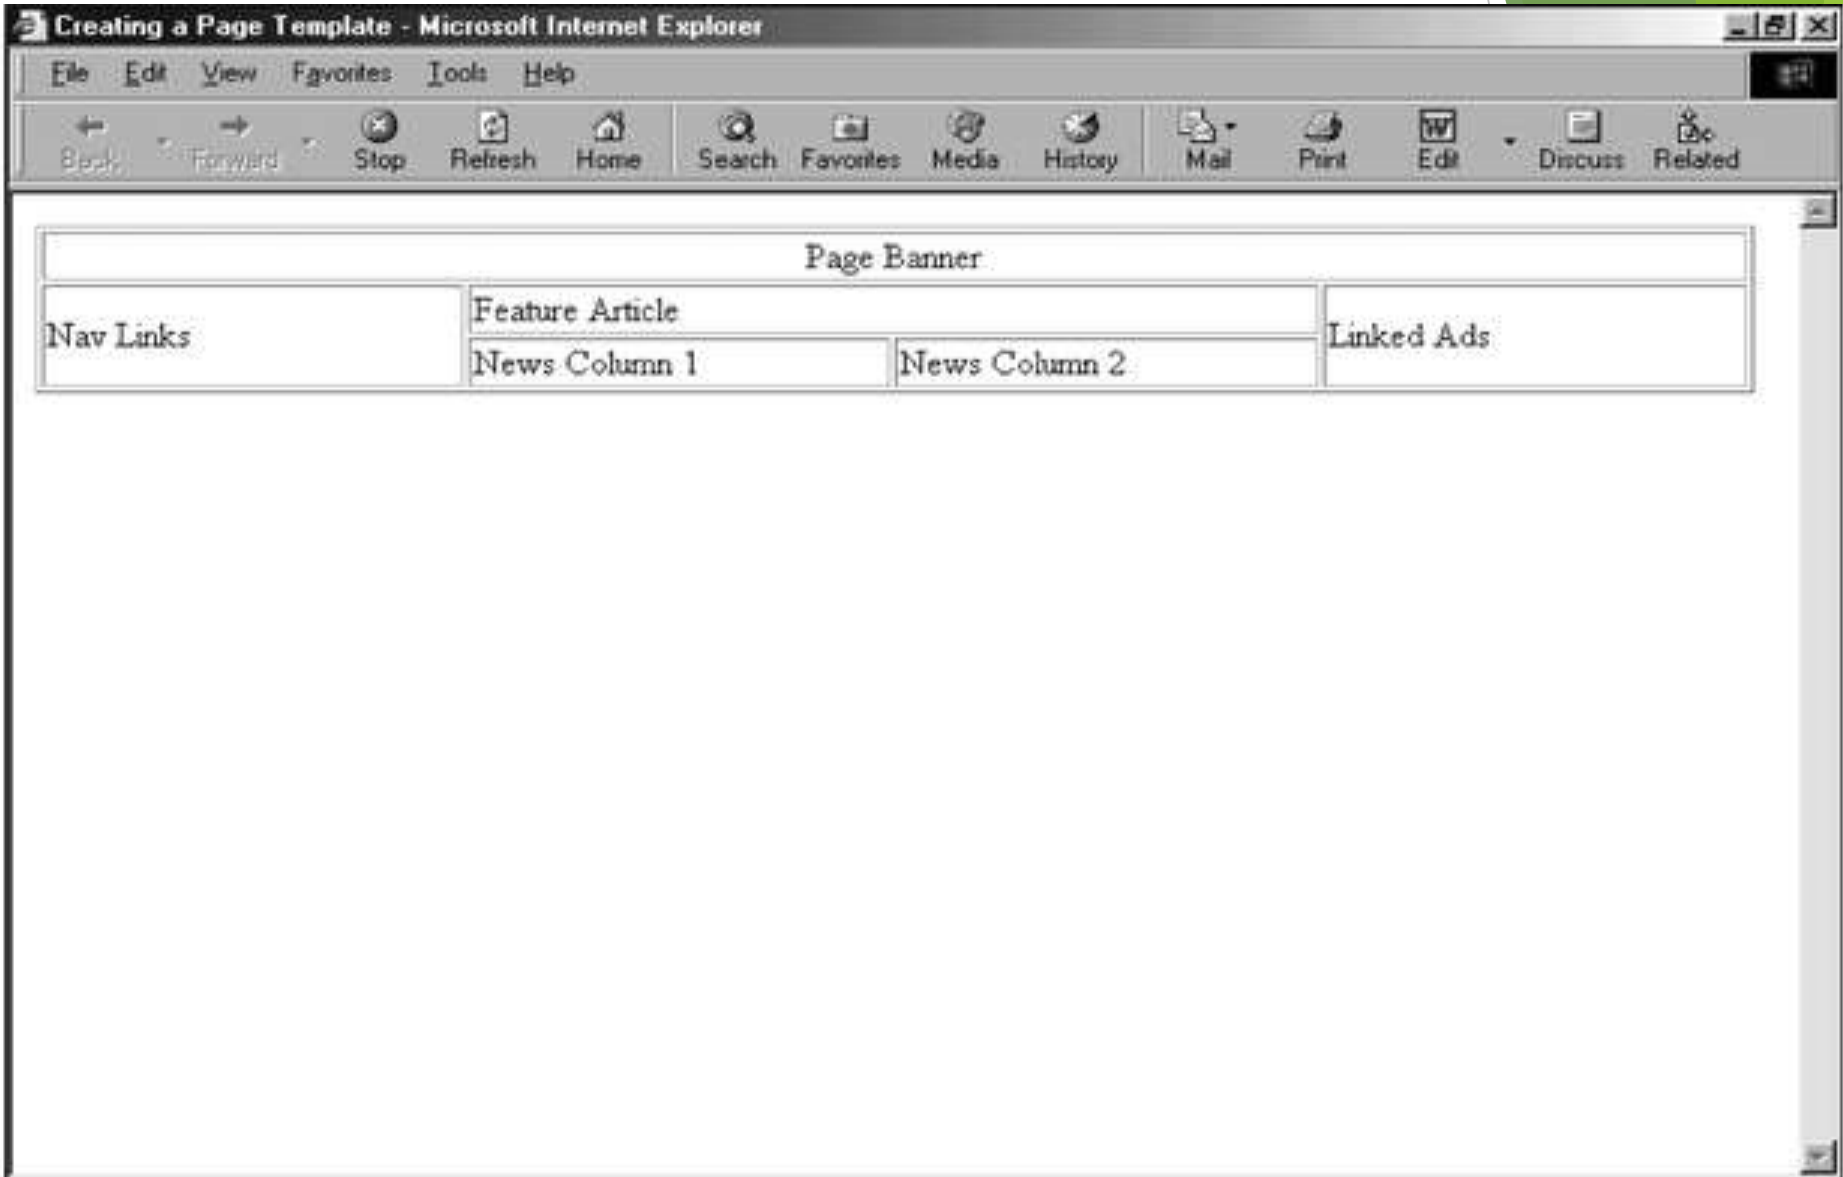 Creating a Page Template - Microsoft Internet Explorer
File Edit View Favorites Tools Help
Back Forward Stop Refresh Home Search Favorites Media History Mail Print Edit Discuss Related
Page Banner
Nav Links
Feature Article
News Column 1
News Column 2
Linked Ads